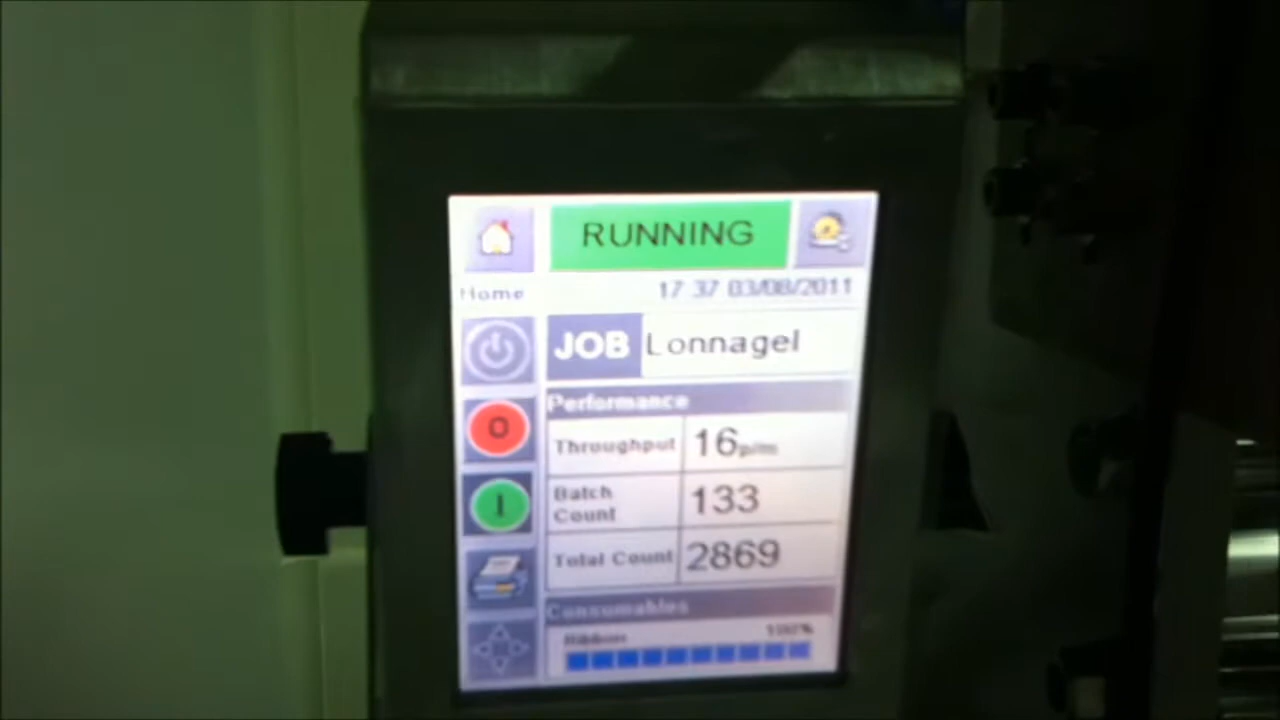 RUNNING
Home
17 37 03/08/2011
JOB Lonnagel
Performance
Throughput 16 p/m
Batch Count 133
Total Count 2869
Consumables
Ribbon 100%
O
I